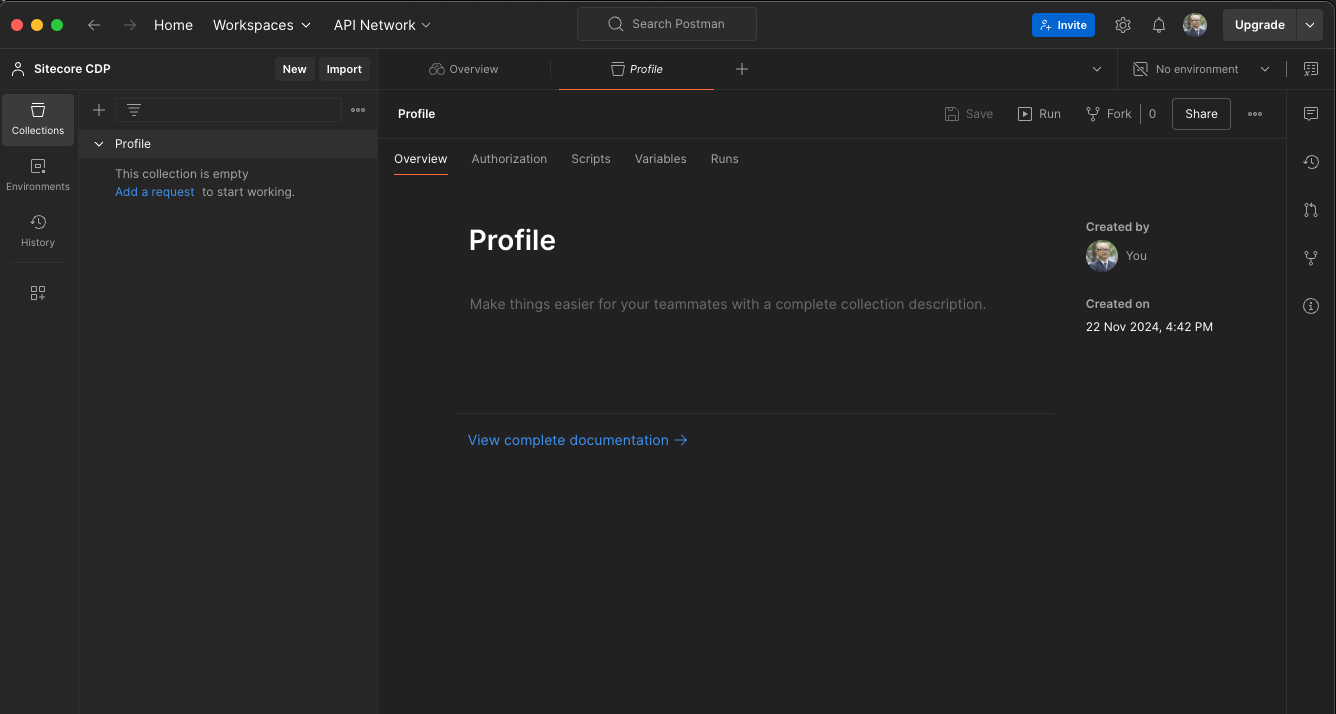 Home Workspaces API Network Search Postman Invite Upgrade
Sitecore CDP New Import Overview Profile No environment
Collections
Environments
History
Profile
This collection is empty
Add a request to start working.
Profile Save Run Fork 0 Share
Overview Authorization Scripts Variables Runs
Profile
Make things easier for your teammates with a complete collection description.
View complete documentation →
Created by
You
Created on
22 Nov 2024, 4:42 PM